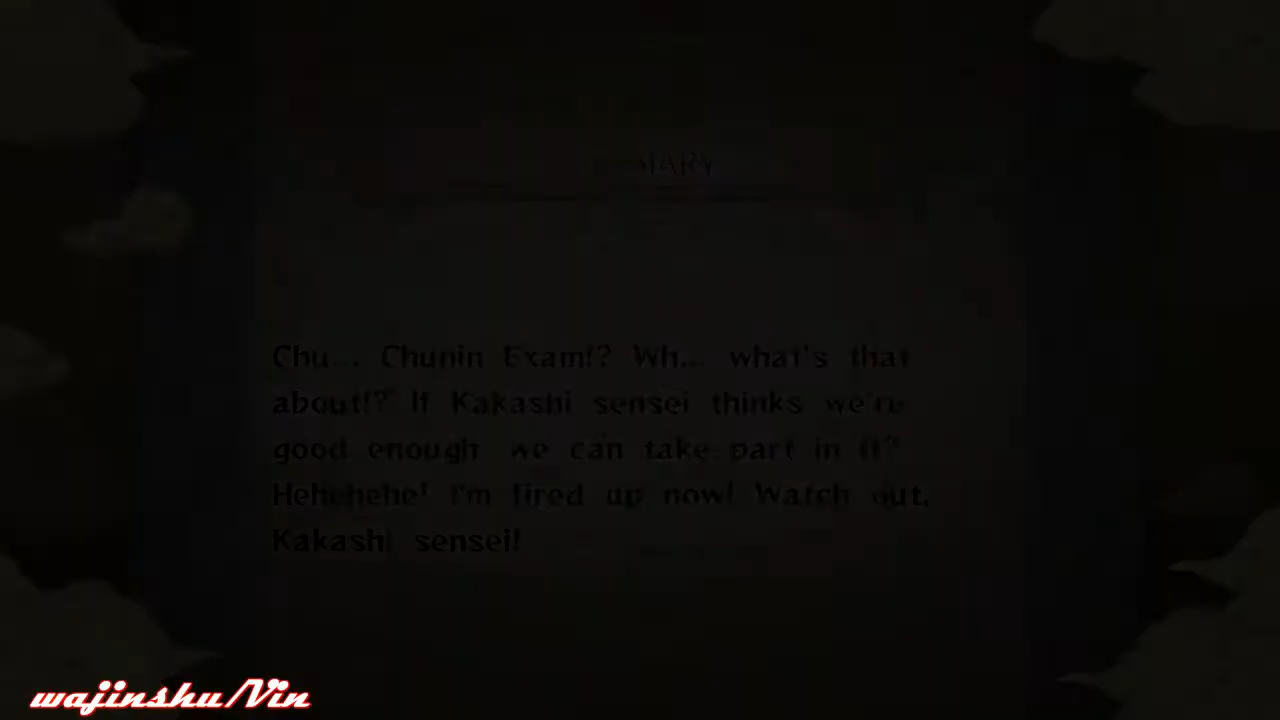 Chu... Chunin Exam!? Wh... what's that
about!? If Kakashi sensei thinks we're
good enough we can take part in it?
Hehehehe! I'm fired up now! Watch out,
Kakashi sensei!
wajinshu/Vin